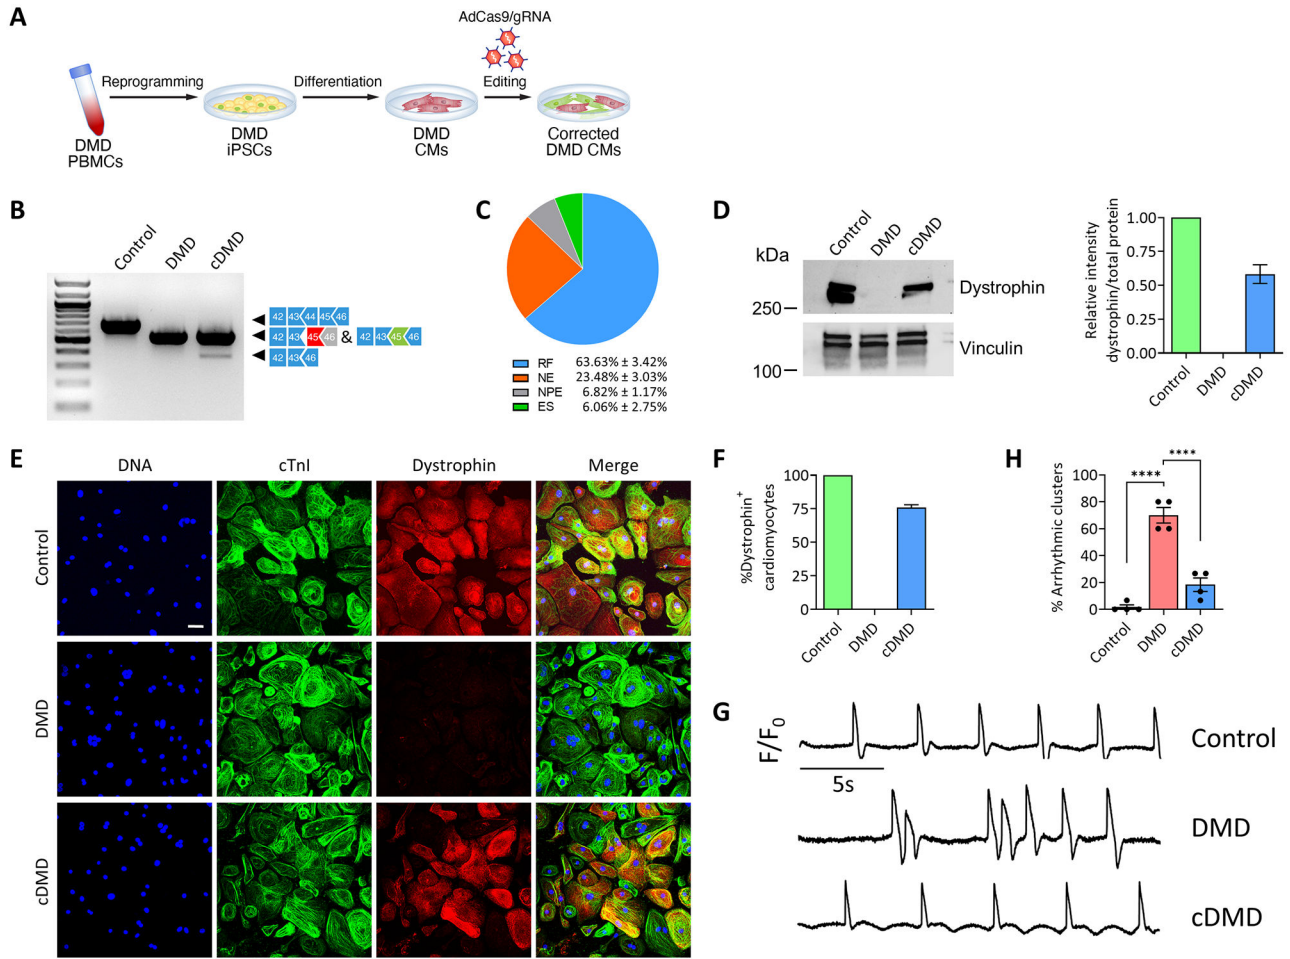 A
AdCas9/gRNA
Reprogramming
Differentiation
Editing
DMD
PBMCs
DMD
iPSCs
DMD
CMs
Corrected
DMD CMs
B
Control
DMD
cDMD
42 43 44 45 46
42 43 45 46 & 42 43 45 46
42 43 46
C
RF 63.63% ± 3.42%
NE 23.48% ± 3.03%
NPE 6.82% ± 1.17%
ES 6.06% ± 2.75%
D
kDa
Control
DMD
cDMD
Dystrophin
250
Vinculin
100
Relative intensity
dystrophin/total protein
1.00
0.75
0.50
0.25
0.00
Control
DMD
cDMD
E
DNA
cTnI
Dystrophin
Merge
Control
DMD
cDMD
F
%Dystrophin+
cardiomyocytes
100
75
50
25
0
Control
DMD
cDMD
H
% Arrhythmic clusters
100
80
60
40
20
0
****
****
Control
DMD
cDMD
G
F/F0
5s
Control
DMD
cDMD